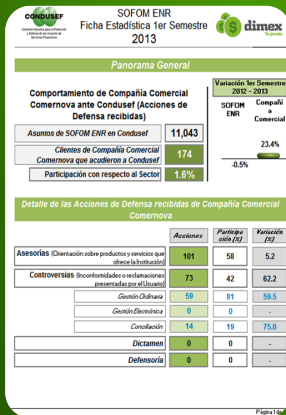 CONDUSEF
Comisión Nacional para la Protección
y Defensa de los Usuarios de
Servicios Financieros
SOFOM ENR
Ficha Estadística 1er Semestre
2013
dimex
Panorama General
Comportamiento de Compañía Comercial
Comernova ante Condusef (Acciones de
Defensa recibidas)
Asuntos de SOFOM ENR en Condusef 11,043
Clientes de Compañía Comercial
Comernova que acudieron a Condusef 174
Participación con respecto al Sector 1.6%
Variación 1er Semestre
2012 - 2013
SOFOM
ENR
Compañí
a
Comercial
23.4%
-0.5%
Detalle de las Acciones de Defensa recibidas de Compañía Comercial
Comernova
Acciones Participa
ción (%) Variación
(%)
Asesorías (Orientación sobre productos y servicios que
ofrece la Institución) 101 58 5.2
Controversias (Inconformidades o reclamaciones
presentadas por el Usuario) 73 42 62.2
Gestión Ordinaria 59 81 59.5
Gestión Electrónica 0 0 -
Conciliación 14 19 75.0
Dictamen 0 0 -
Defensoría 0 0 -
Página 1 de